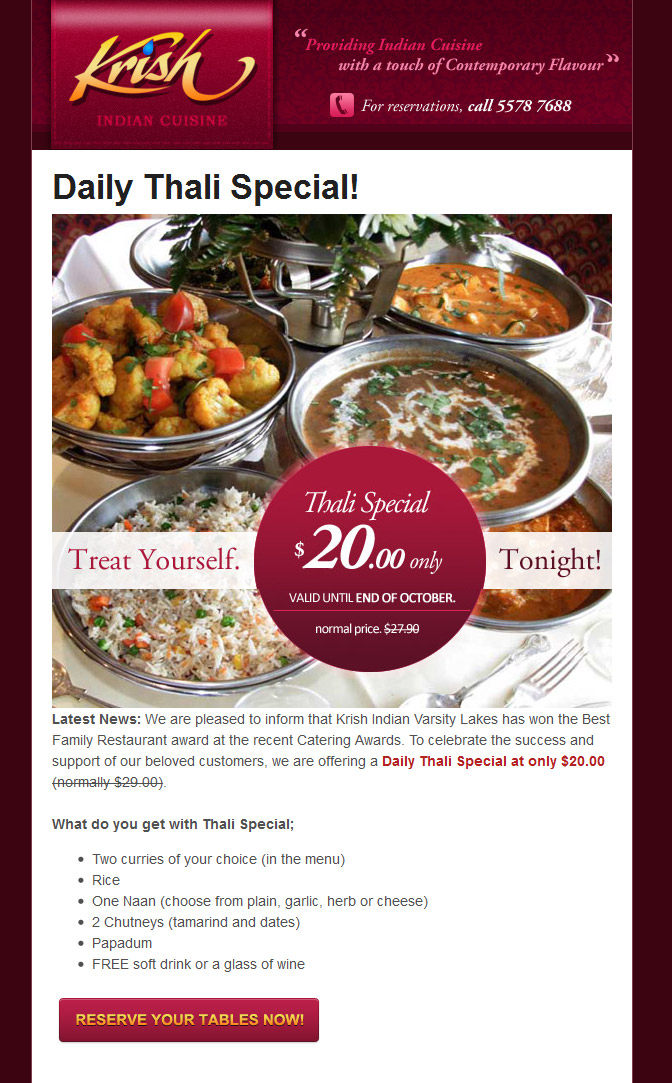 Krish
INDIAN CUISINE
“Providing Indian Cuisine
with a touch of Contemporary Flavour”
For reservations, call 5578 7688
Daily Thali Special!
Thali Special
$20.00 only
Treat Yourself.
Tonight!
VALID UNTIL END OF OCTOBER.
normal price. $27.90
Latest News: We are pleased to inform that Krish Indian Varsity Lakes has won the Best
Family Restaurant award at the recent Catering Awards. To celebrate the success and
support of our beloved customers, we are offering a Daily Thali Special at only $20.00
(normally $29.00).
What do you get with Thali Special;
• Two curries of your choice (in the menu)
• Rice
• One Naan (choose from plain, garlic, herb or cheese)
• 2 Chutneys (tamarind and dates)
• Papadum
• FREE soft drink or a glass of wine
RESERVE YOUR TABLES NOW!